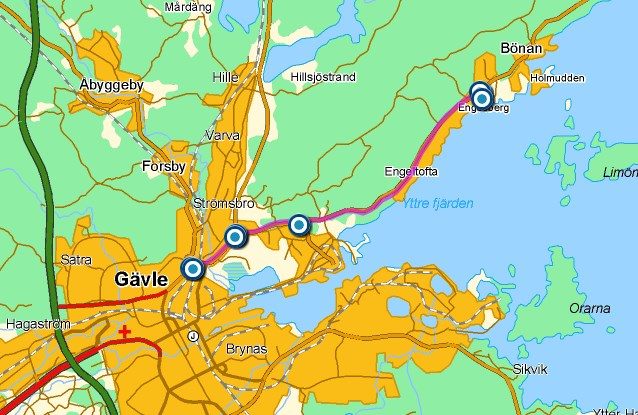 Mårdäng
Bönan
Hille
Hillsjöstrand
Holmudden
Åbyggeby
Varva
Forsby
Engeltofta
Limön
Strömsbro
Yttre fjärden
Sätra
Gävle
Orarna
Hagaström
J
Brynäs
Sikvik